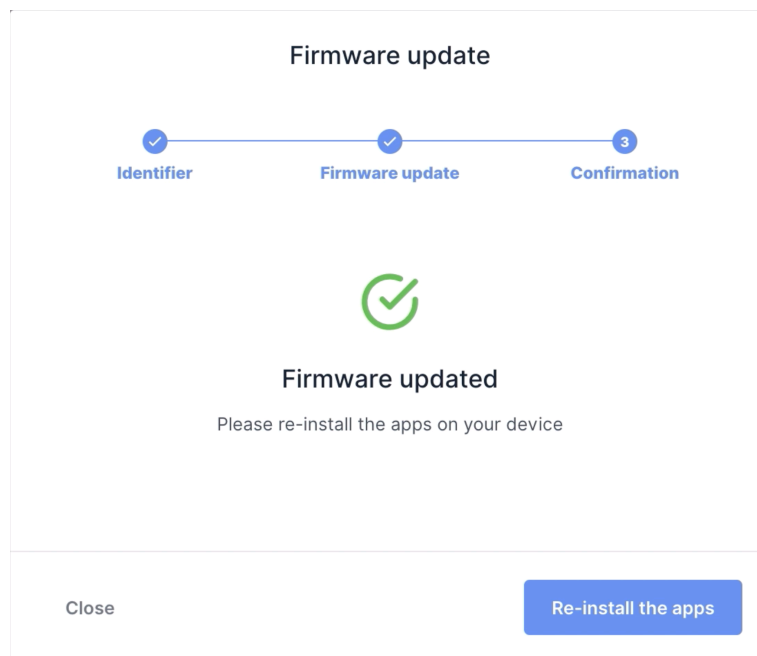 Firmware update
Identifier
Firmware update
3
Confirmation
Firmware updated
Please re-install the apps on your device
Close
Re-install the apps